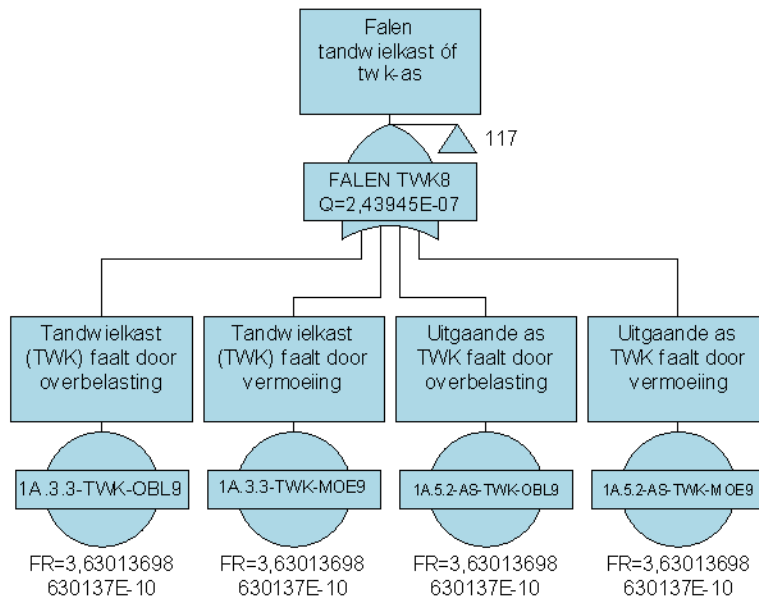 Falen
tandwielkast óf
twk-as
117
FALEN TWK8
Q=2,43945E-07
Tandwielkast
(TWK) faalt door
overbelasting
Tandwielkast
(TWK) faalt door
vermoeiing
Uitgaande as
TWK faalt door
overbelasting
Uitgaande as
TWK faalt door
vermoeiing
1A.3.3-TWK-OBL9
1A.3.3-TWK-MOE9
1A.5.2-AS-TWK-OBL9
1A.5.2-AS-TWK-MOE9
FR=3,63013698
630137E-10
FR=3,63013698
630137E-10
FR=3,63013698
630137E-10
FR=3,63013698
630137E-10